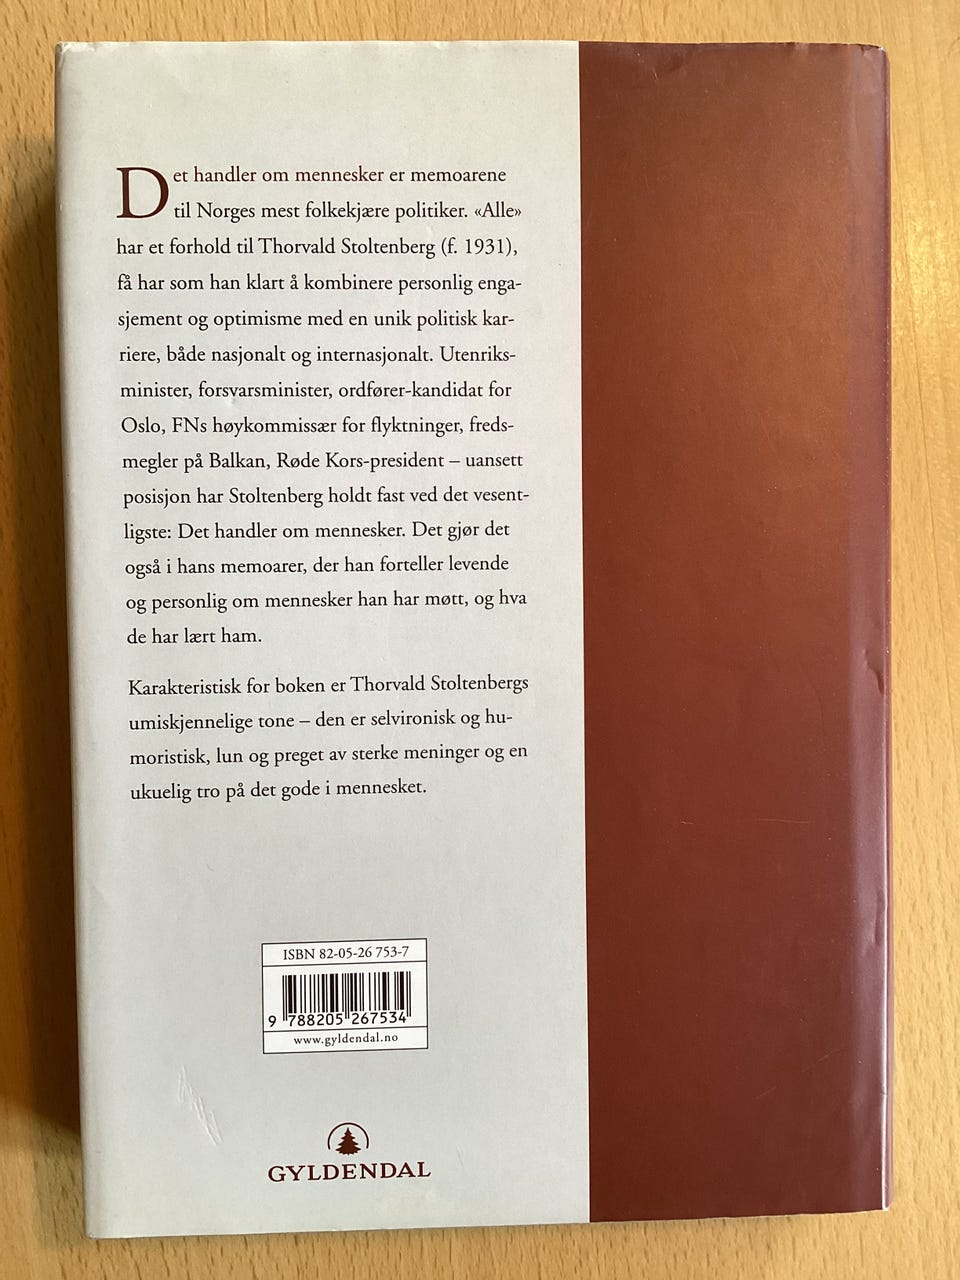 Det handler om mennesker er memoarene
til Norges mest folkekjære politiker. «Alle»
har et forhold til Thorvald Stoltenberg (f. 1931),
få har som han klart å kombinere personlig enga-
sjement og optimisme med en unik politisk kar-
riere, både nasjonalt og internasjonalt. Utenriks-
minister, forsvarsminister, ordfører-kandidat for
Oslo, FNs høykommissær for flyktninger, freds-
megler på Balkan, Røde Kors-president – uansett
posisjon har Stoltenberg holdt fast ved det vesent-
ligste: Det handler om mennesker. Det gjør det
også i hans memoarer, der han forteller levende
og personlig om mennesker han har møtt, og hva
de har lært ham.
Karakteristisk for boken er Thorvald Stoltenbergs
umiskjennelige tone – den er selvironisk og hu-
moristisk, lun og preget av sterke meninger og en
ukuelig tro på det gode i mennesket.
ISBN 82-05-26 753-7
9 788205 267534
www.gyldendal.no
GYLDENDAL